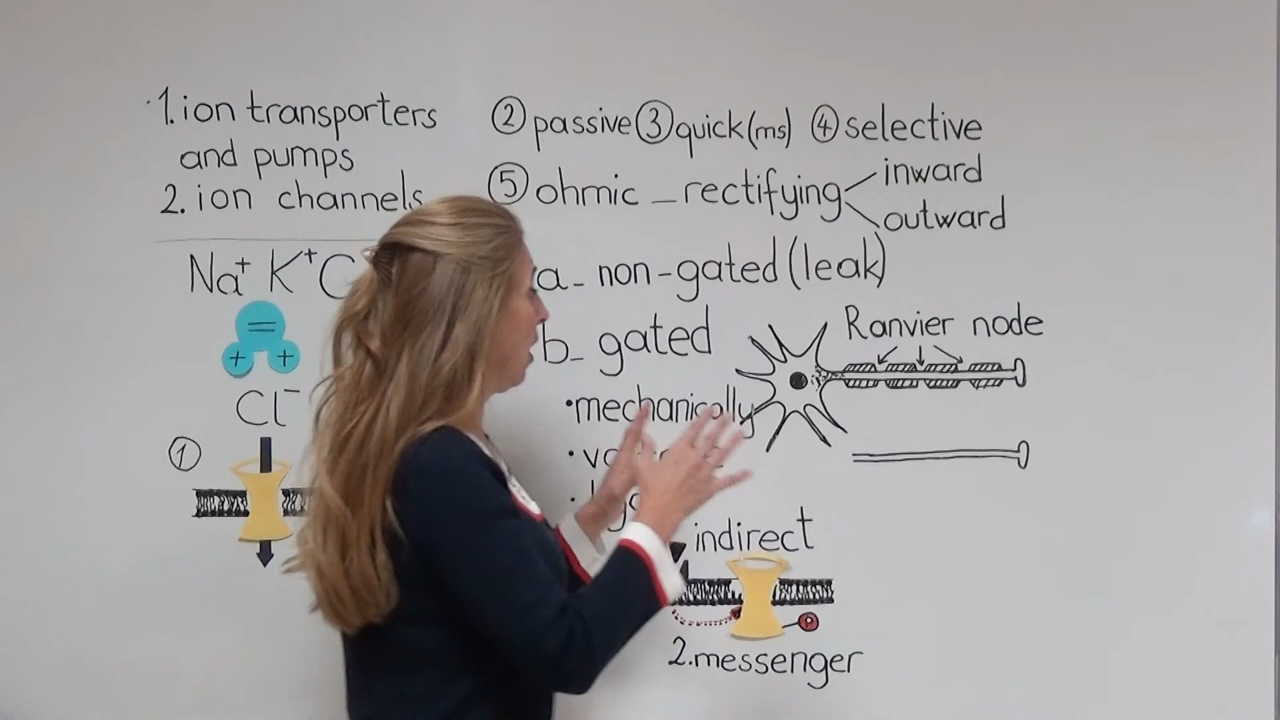 1. ion transporters
and pumps
2. ion channels
Na⁺ K⁺ C
=
+ +
Cl⁻
①
② passive ③ quick (ms) ④ selective
⑤ ohmic _ rectifying
inward
outward
a_ non-gated (leak)
b_ gated
•mechanically
Ranvier node
indirect
P
2. messenger